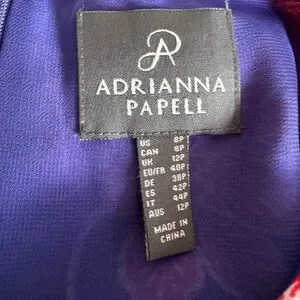 ADRIANNA
PAPELL
US 8P
CAN 8P
UK 12P
EU/FR 40P
DE 38P
ES 42P
IT 44P
AUS 12P
MADE IN
CHINA